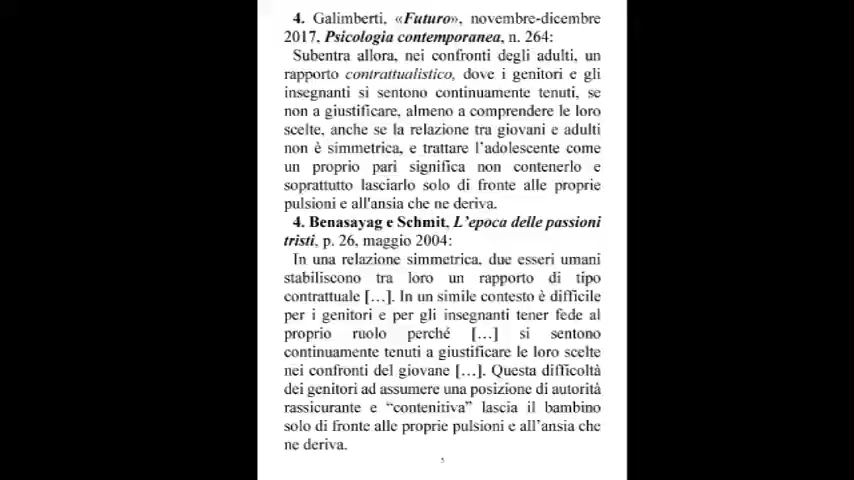 4. Galimberti, «Futuro», novembre-dicembre
2017, Psicologia contemporanea, n. 264:
Subentra allora, nei confronti degli adulti, un
rapporto contrattualistico, dove i genitori e gli
insegnanti si sentono continuamente tenuti, se
non a giustificare, almeno a comprendere le loro
scelte, anche se la relazione tra giovani e adulti
non è simmetrica, e trattare l'adolescente come
un proprio pari significa non contenerlo e
soprattutto lasciarlo solo di fronte alle proprie
pulsioni e all'ansia che ne deriva.
4. Benasayag e Schmit, L'epoca delle passioni
tristi, p. 26, maggio 2004:
In una relazione simmetrica, due esseri umani
stabiliscono tra loro un rapporto di tipo
contrattuale […]. In un simile contesto è difficile
per i genitori e per gli insegnanti tener fede al
proprio ruolo perché […] si sentono
continuamente tenuti a giustificare le loro scelte
nei confronti del giovane […]. Questa difficoltà
dei genitori ad assumere una posizione di autorità
rassicurante e “contenitiva” lascia il bambino
solo di fronte alle proprie pulsioni e all'ansia che
ne deriva.
5